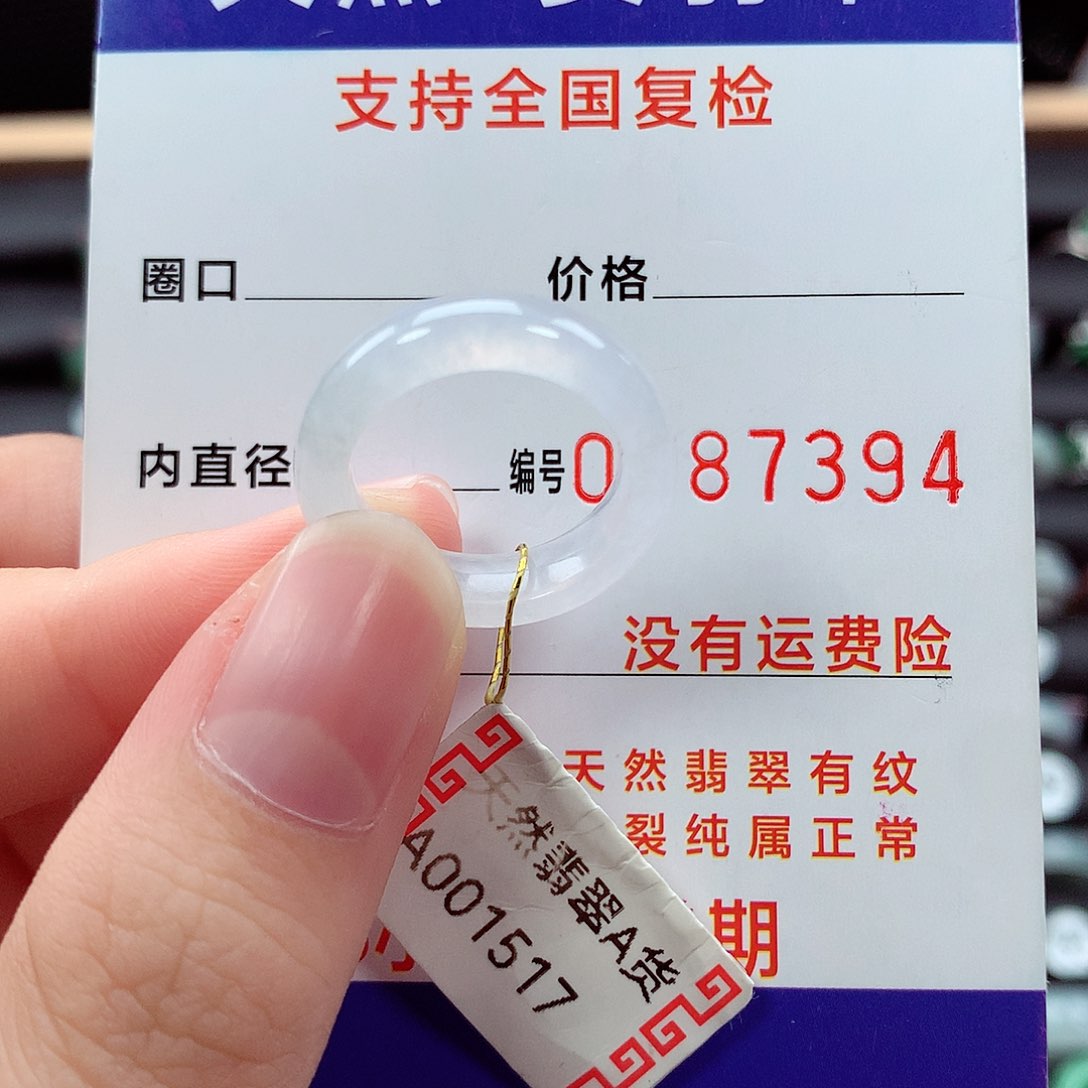 支持全国复检
圈口 价格
内直径 编号0 87394
没有运费险
天然翡翠有纹
裂纯属正常
期
天然翡翠A货
A001517